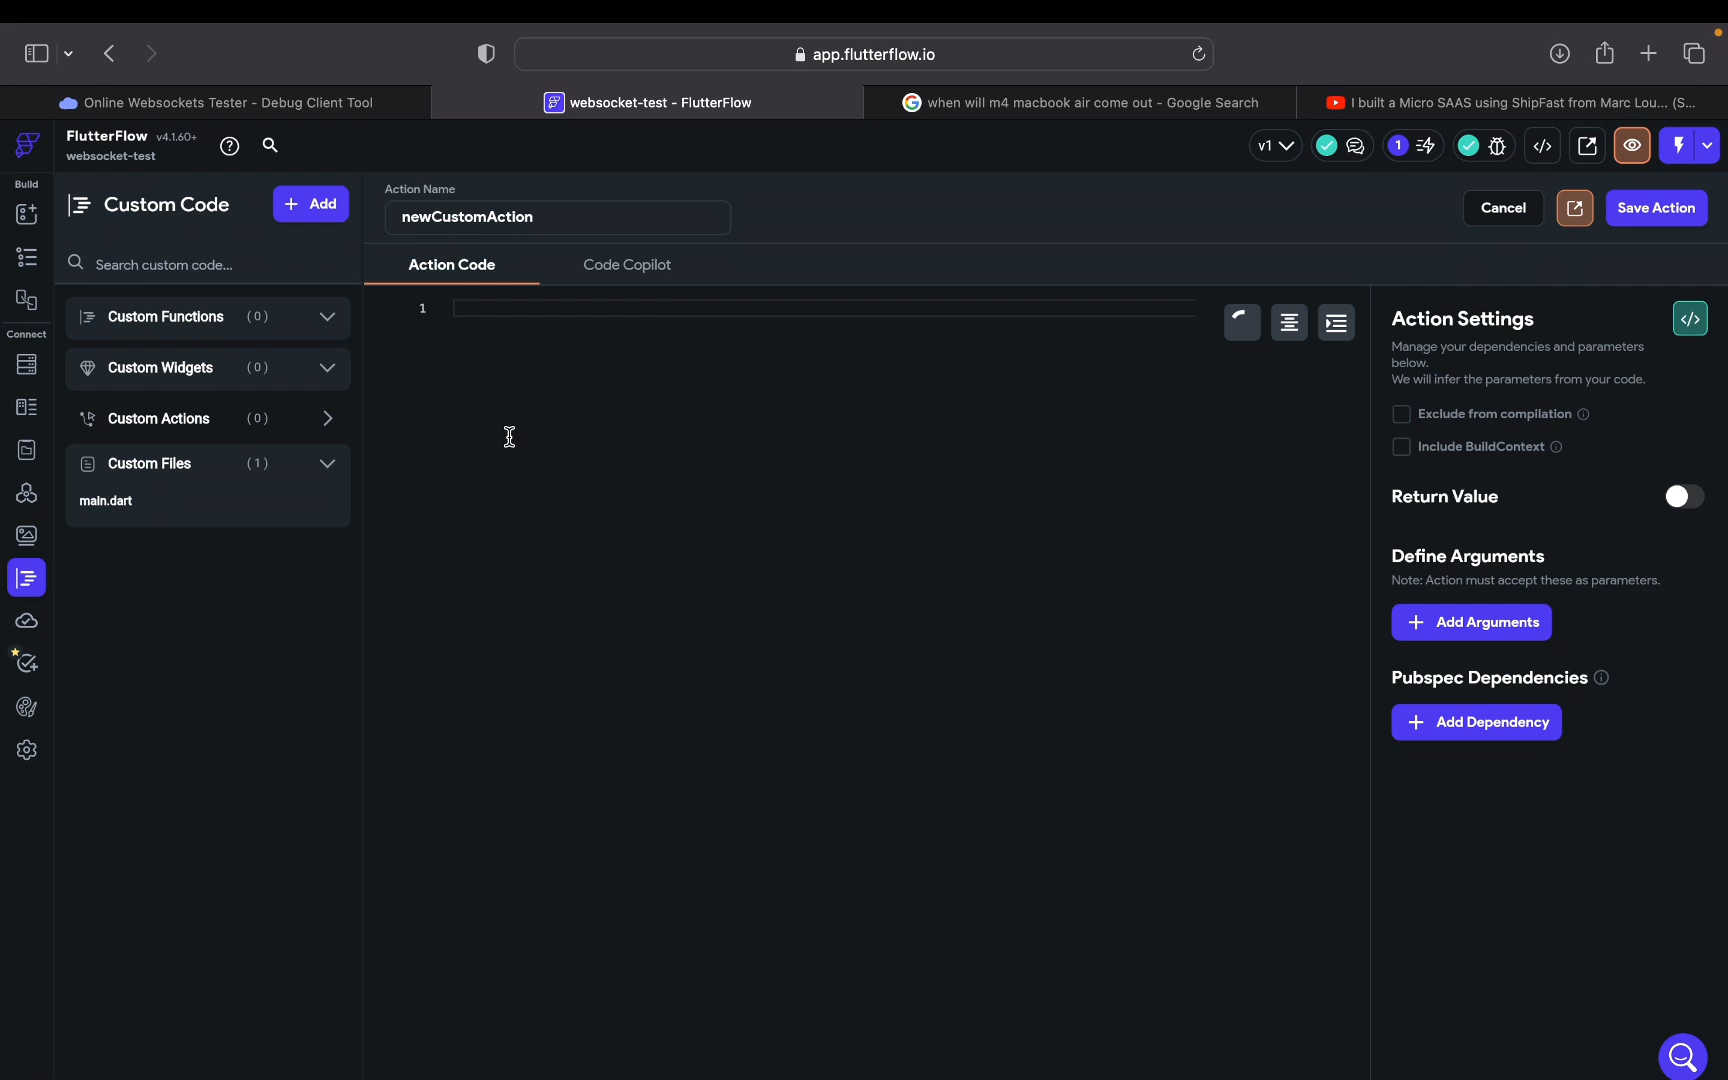 app.flutterflow.io
Online Websockets Tester - Debug Client Tool
websocket-test - FlutterFlow
when will m4 macbook air come out - Google Search
I built a Micro SAAS using ShipFast from Marc Lou... (S...
FlutterFlow v4.1.60+
websocket-test
v1
1
Build
Connect
Custom Code
+ Add
Search custom code...
Custom Functions (0)
Custom Widgets (0)
Custom Actions (0)
Custom Files (1)
main.dart
Action Name
newCustomAction
Cancel
Save Action
Action Code
Code Copilot
1
Action Settings
Manage your dependencies and parameters
below.
We will infer the parameters from your code.
Exclude from compilation
Include BuildContext
Return Value
Define Arguments
Note: Action must accept these as parameters.
+ Add Arguments
Pubspec Dependencies
+ Add Dependency